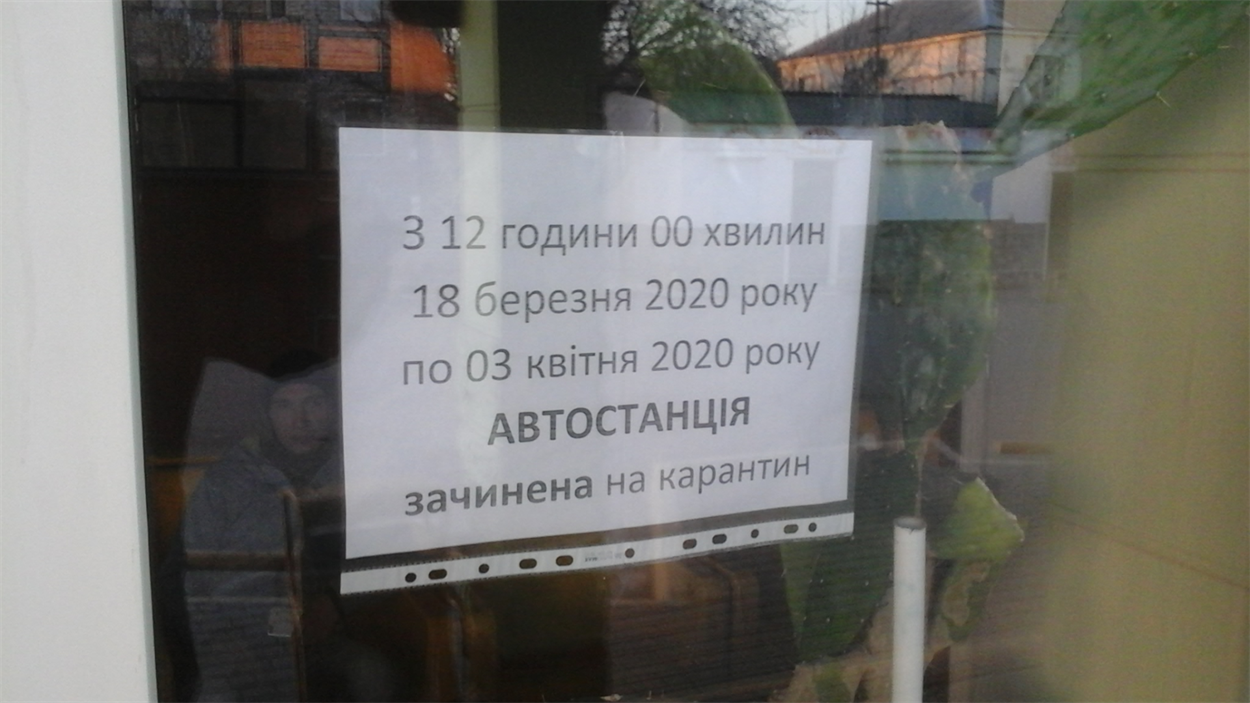 З 12 години 00 хвилин
18 березня 2020 року
по 03 квітня 2020 року
АВТОСТАНЦІЯ
зачинена на карантин